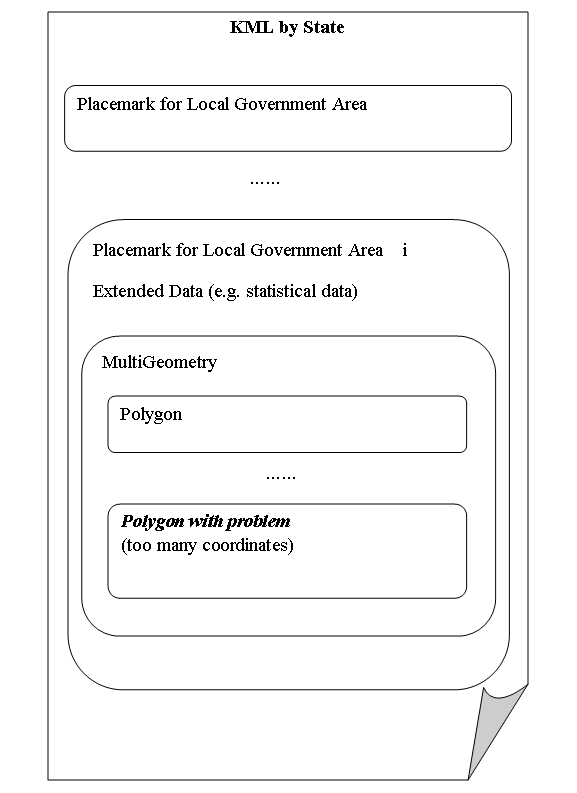 KML by State
Placemark for Local Government Area
......
Placemark for Local Government Area i
Extended Data (e.g. statistical data)
MultiGeometry
Polygon
......
Polygon with problem
(too many coordinates)